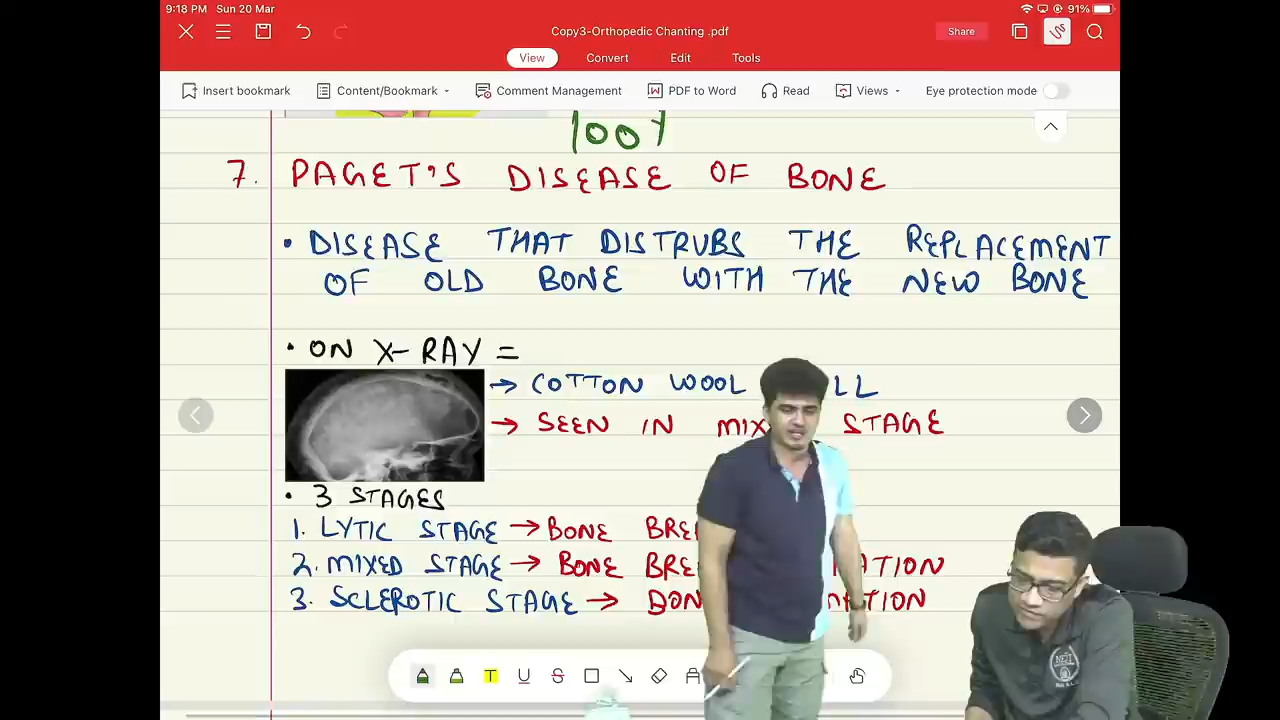 9:18 PM Sun 20 Mar 91%
Copy3-Orthopedic Chanting .pdf
Share
View Convert Edit Tools
Insert bookmark Content/Bookmark Comment Management PDF to Word Read Views Eye protection mode
100%
7. PAGET'S DISEASE OF BONE
• DISEASE THAT DISTRUBS THE REPLACEMENT
OF OLD BONE WITH THE NEW BONE
• ON X-RAY =
→ COTTON WOOL
→ SEEN IN STAGE
• 3 STAGES
1. LYTIC STAGE → BONE
2. MIXED STAGE → BONE
3. SCLEROTIC STAGE →
T U S